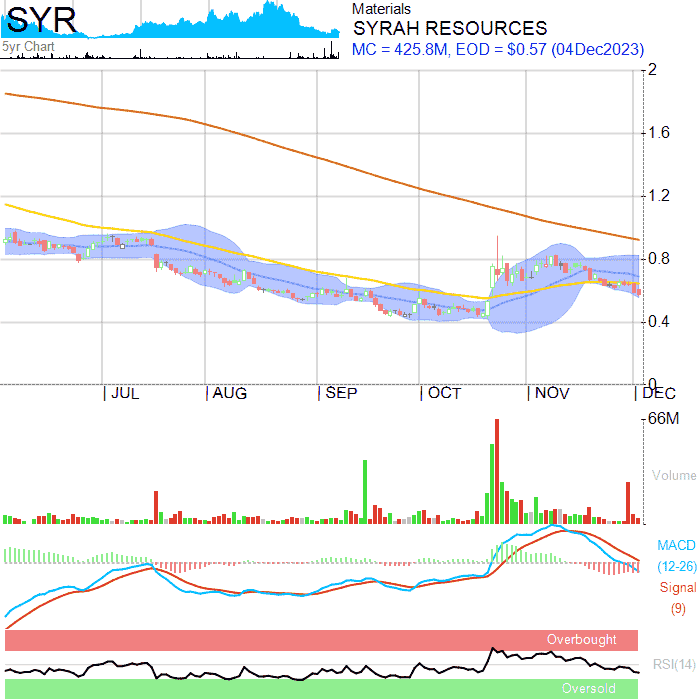 SYR
5yr Chart
Materials
SYRAH RESOURCES
MC = 425.8M, EOD = $0.57 (04Dec2023)
2
1.6
1.2
0.8
0.4
0
JUL AUG SEP OCT NOV DEC
66M
Volume
MACD
(12-26)
Signal
(9)
Overbought
RSI(14)
Oversold